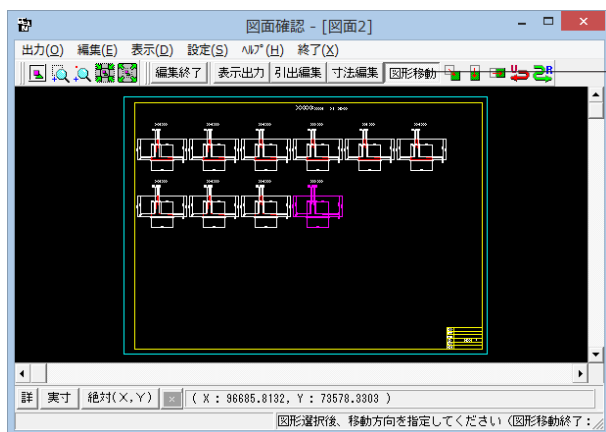 図面確認 - [図面2]
出力(O) 編集(E) 表示(D) 設定(S) ﾍﾙﾌﾟ(H) 終了(X)
編集終了 表示出力 引出編集 寸法編集 図形移動
詳 実寸 絶対(X,Y) × ( X : 96685.8132, Y : 73578.3303 )
図形選択後、移動方向を指定してください（図形移動終了：